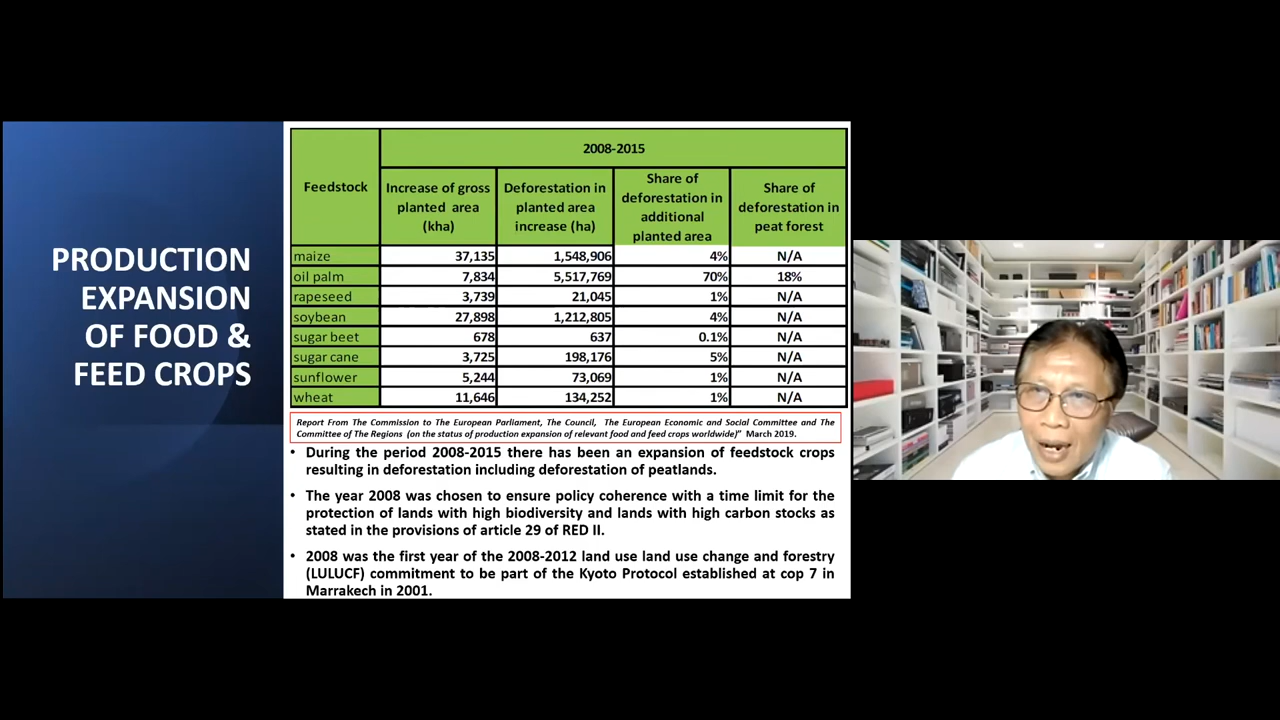 PRODUCTION
EXPANSION
OF FOOD &
FEED CROPS
Feedstock
2008-2015
Increase of gross planted area (kha)
Deforestation in planted area increase (ha)
Share of deforestation in additional planted area
Share of deforestation in peat forest
maize 37,135 1,548,906 4% N/A
oil palm 7,834 5,517,769 70% 18%
rapeseed 3,739 21,045 1% N/A
soybean 27,898 1,212,805 4% N/A
sugar beet 678 637 0.1% N/A
sugar cane 3,725 198,176 5% N/A
sunflower 5,244 73,069 1% N/A
wheat 11,646 134,252 1% N/A
Report From The Commission to The European Parliament, The Council, The European Economic and Social Committee and The
Committee of The Regions (on the status of production expansion of relevant food and feed crops worldwide)" March 2019.
• During the period 2008-2015 there has been an expansion of feedstock crops
resulting in deforestation including deforestation of peatlands.
• The year 2008 was chosen to ensure policy coherence with a time limit for the
protection of lands with high biodiversity and lands with high carbon stocks as
stated in the provisions of article 29 of RED II.
• 2008 was the first year of the 2008-2012 land use land use change and forestry
(LULUCF) commitment to be part of the Kyoto Protocol established at cop 7 in
Marrakech in 2001.